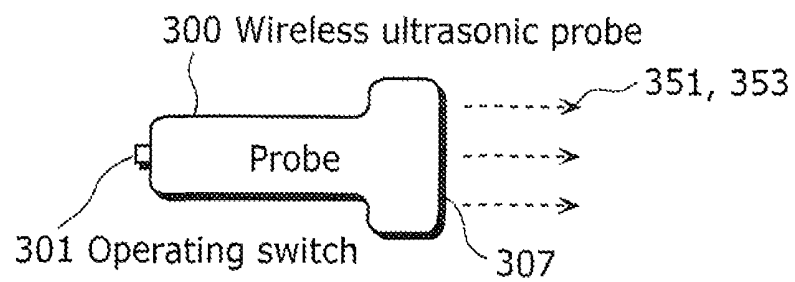 300 Wireless ultrasonic probe
351, 353
Probe
301 Operating switch
307